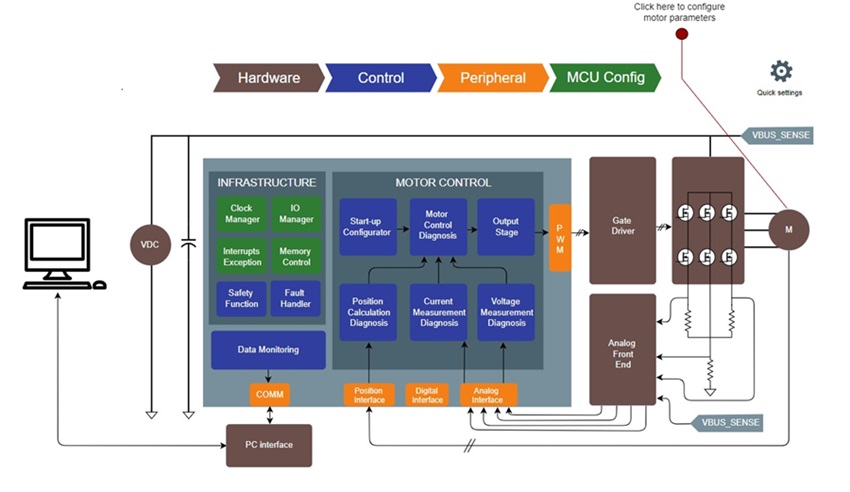 Click here to configure
motor parameters
Hardware
Control
Peripheral
MCU Config
Quick settings
VBUS_SENSE
INFRASTRUCTURE
MOTOR CONTROL
Clock
Manager
IO
Manager
Start-up
Configurator
Motor
Control
Diagnosis
Output
Stage
P
W
M
Gate
Driver
M
VDC
Interrupts
Exception
Memory
Control
Safety
Function
Fault
Handler
Position
Calculation
Diagnosis
Current
Measurement
Diagnosis
Voltage
Measurement
Diagnosis
Analog
Front
End
Data Monitoring
COMM
Position
Interface
Digital
Interface
Analog
Interface
VBUS_SENSE
PC interface